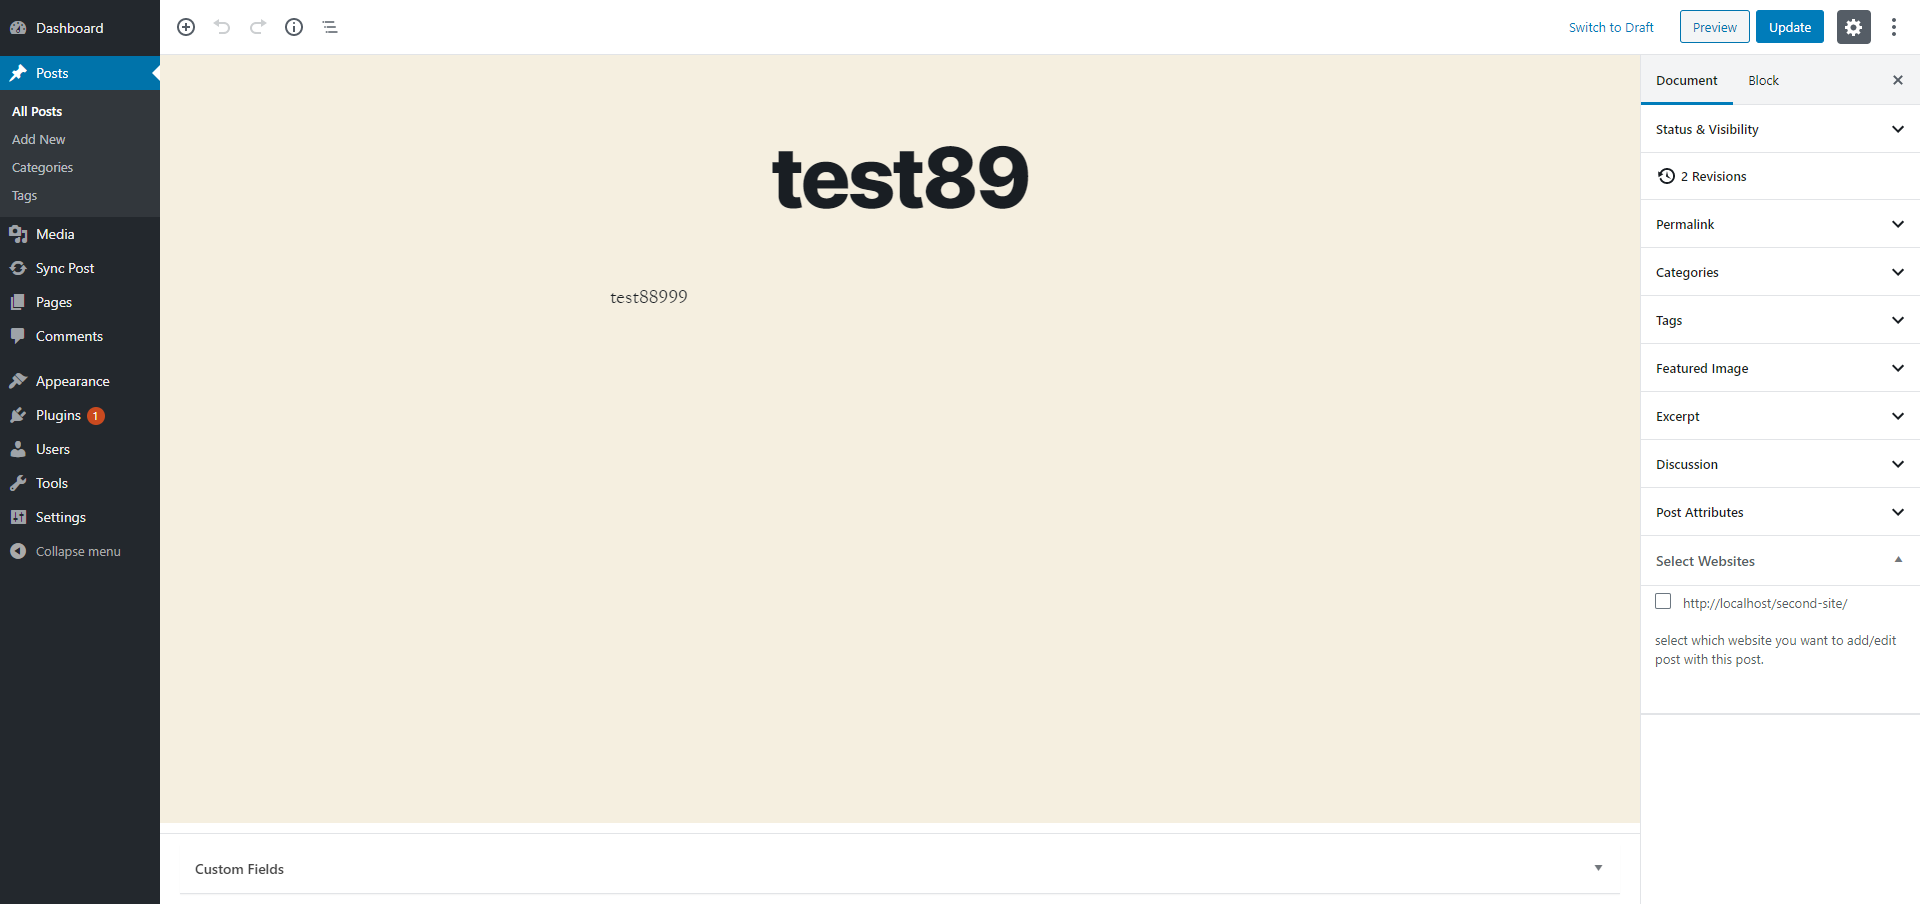 Dashboard
Posts
All Posts
Add New
Categories
Tags
Media
Sync Post
Pages
Comments
Appearance
Plugins 1
Users
Tools
Settings
Collapse menu
Switch to Draft
Preview
Update
test89
test88999
Custom Fields
Document Block
Status & Visibility
2 Revisions
Permalink
Categories
Tags
Featured Image
Excerpt
Discussion
Post Attributes
Select Websites
http://localhost/second-site/
select which website you want to add/edit
post with this post.